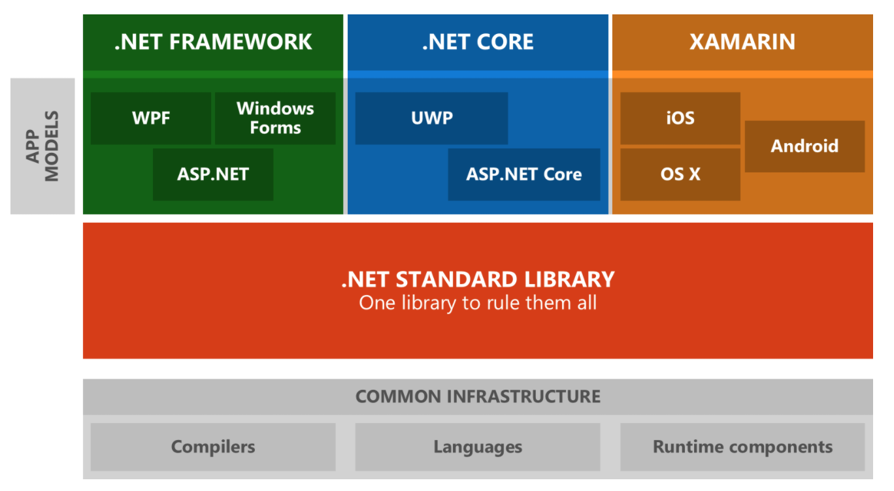 .NET FRAMEWORK
.NET CORE
XAMARIN
APP
MODELS
WPF
Windows
Forms
ASP.NET
UWP
ASP.NET Core
iOS
Android
OS X
.NET STANDARD LIBRARY
One library to rule them all
COMMON INFRASTRUCTURE
Compilers
Languages
Runtime components